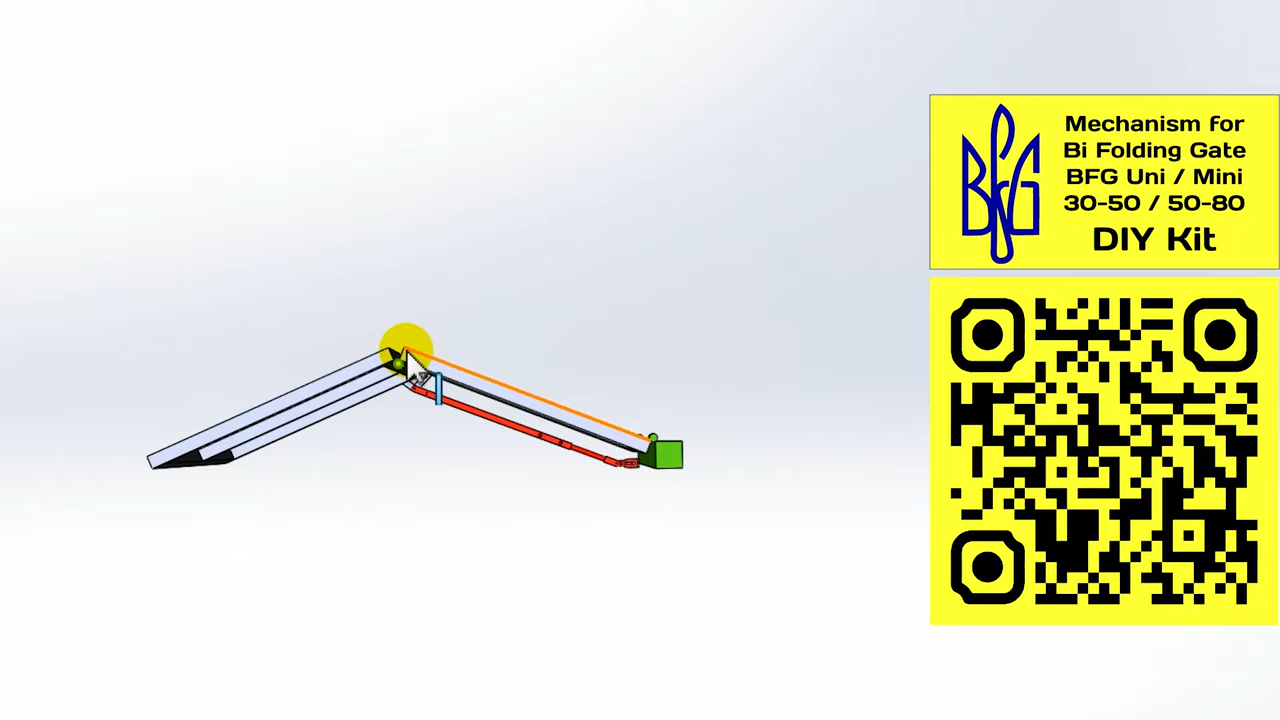 BFG
Mechanism for
Bi Folding Gate
BFG Uni / Mini
30-50 / 50-80
DIY Kit